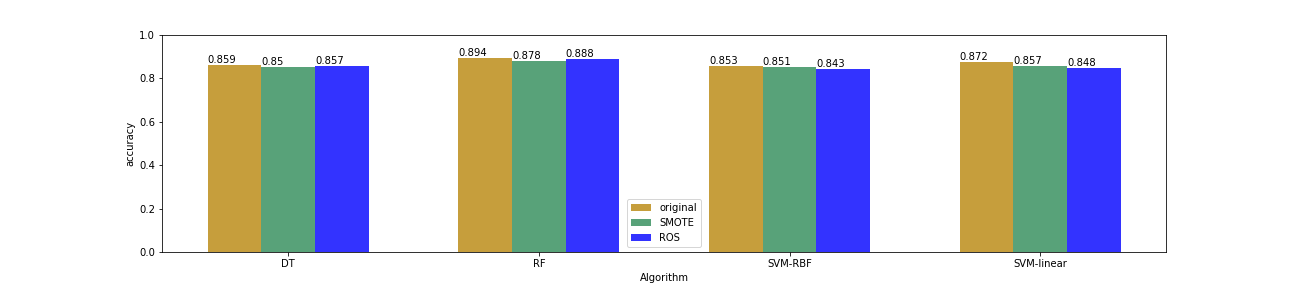 accuracy
1.0
0.8
0.6
0.4
0.2
0.0
0.859 0.85 0.857
0.894 0.878 0.888
0.853 0.851 0.843
0.872 0.857 0.848
original
SMOTE
ROS
DT RF SVM-RBF SVM-linear
Algorithm